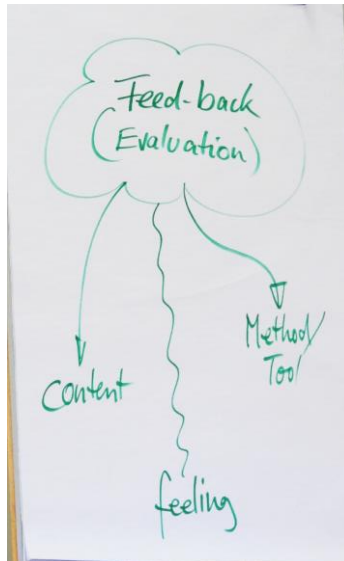 Feed-back
(Evaluation)
Method/
Tool
Content
feeling